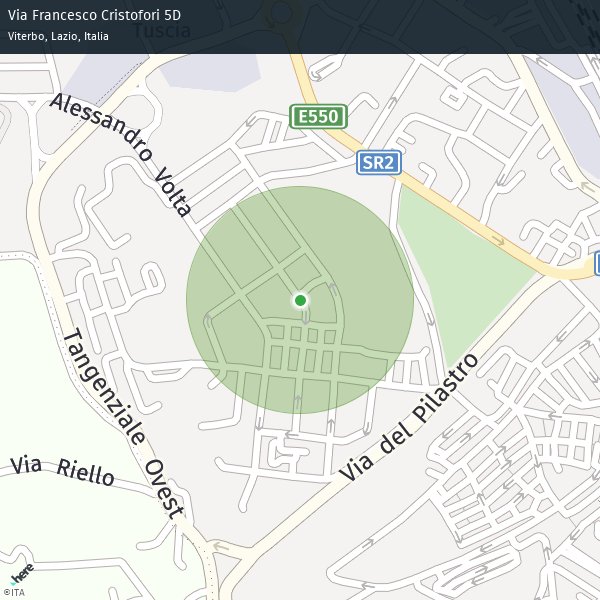 Via Francesco Cristofori 5D
Viterbo, Lazio, Italia
Tuscia
Alessandro Volta
E550
SR2
Tangenziale Ovest
Via del Pilastro
Via Riello
here
©ITA